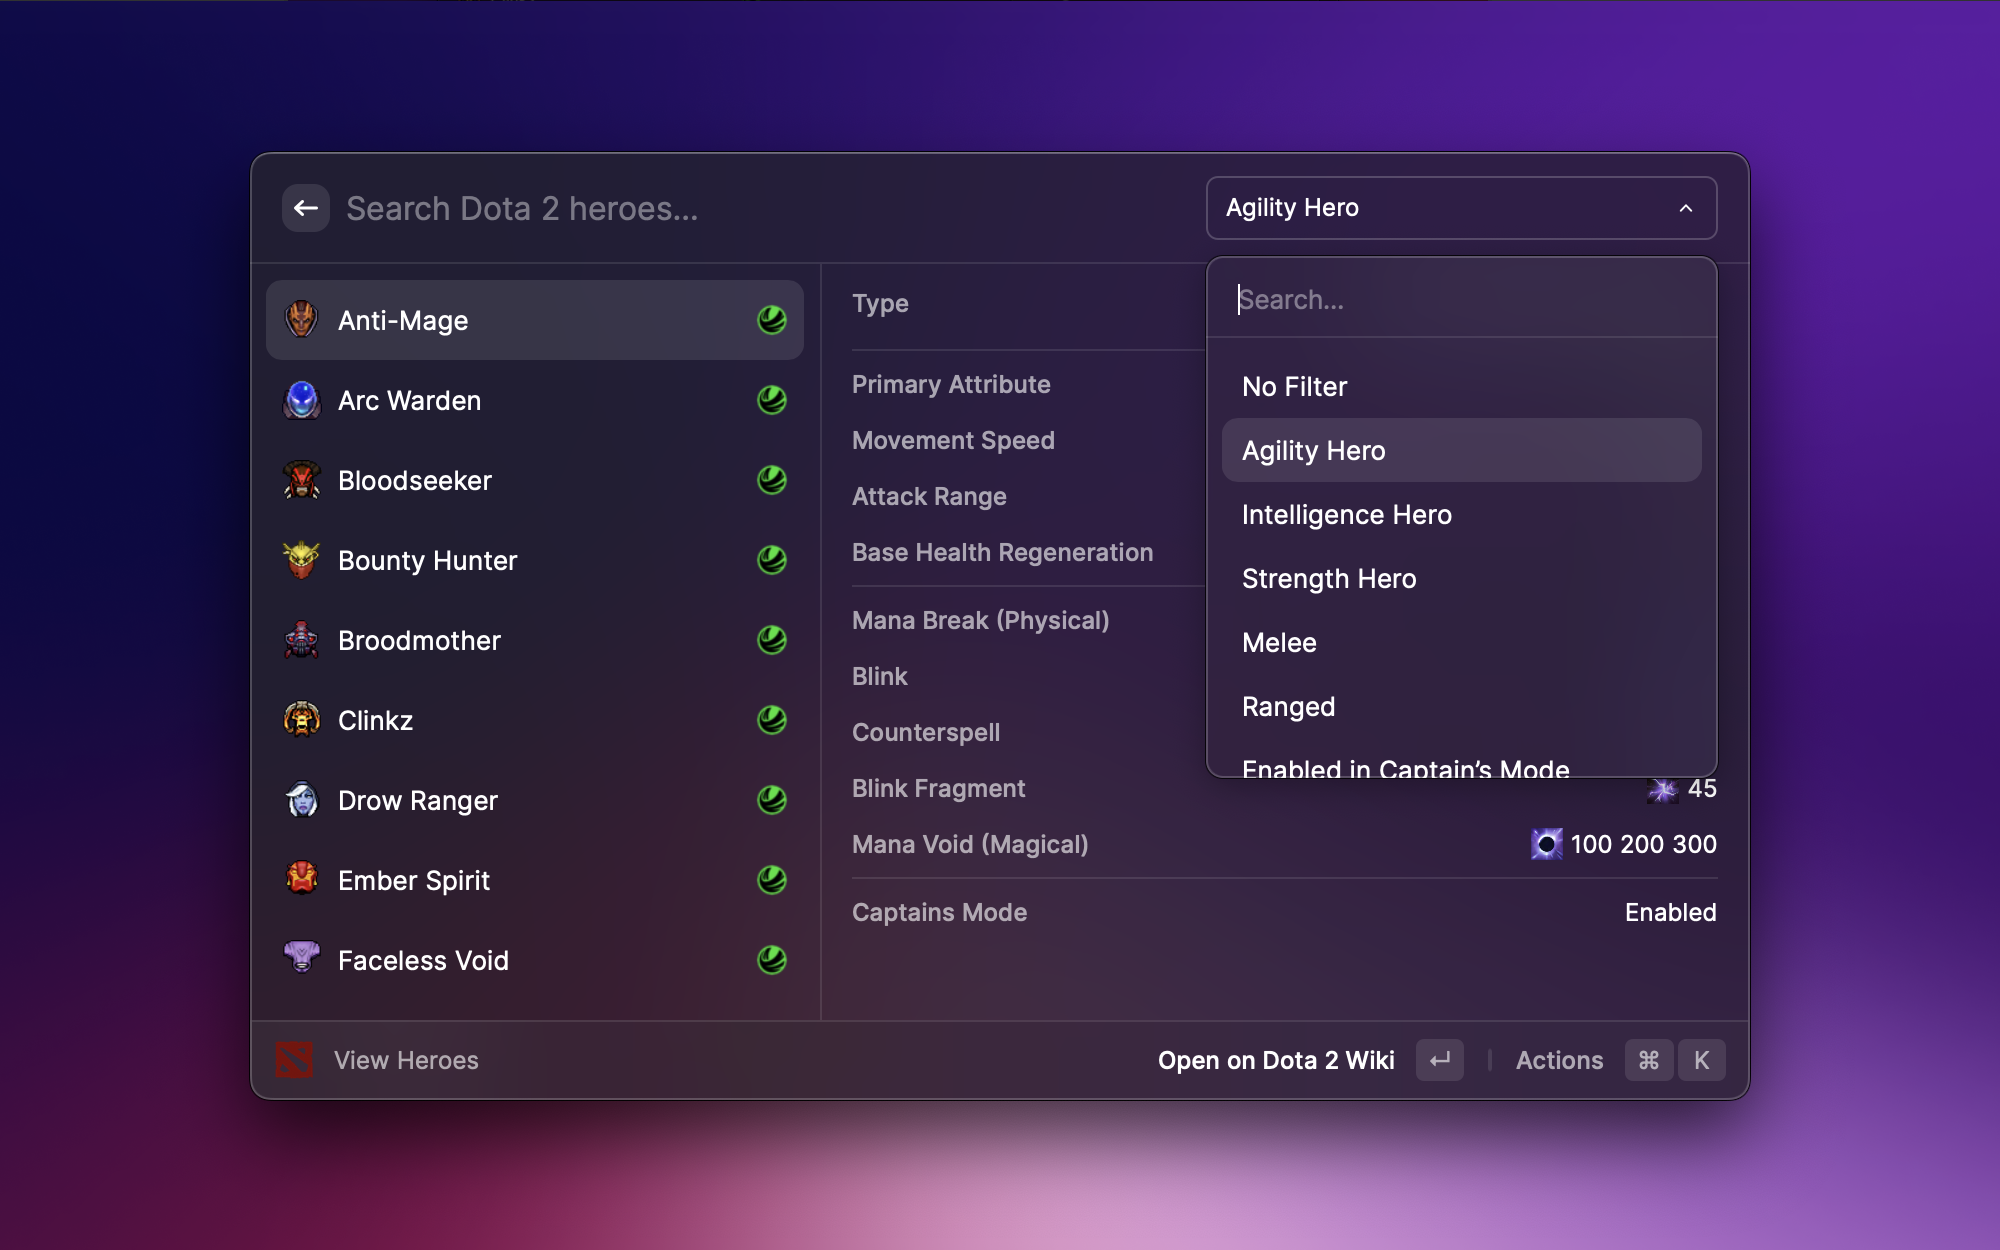 Search Dota 2 heroes...
Agility Hero
Anti-Mage
Arc Warden
Bloodseeker
Bounty Hunter
Broodmother
Clinkz
Drow Ranger
Ember Spirit
Faceless Void
Type
Primary Attribute
Movement Speed
Attack Range
Base Health Regeneration
Mana Break (Physical)
Blink
Counterspell
Blink Fragment 45
Mana Void (Magical) 100 200 300
Captains Mode Enabled
Search...
No Filter
Agility Hero
Intelligence Hero
Strength Hero
Melee
Ranged
Enabled in Captain’s Mode
View Heroes
Open on Dota 2 Wiki
Actions ⌘ K